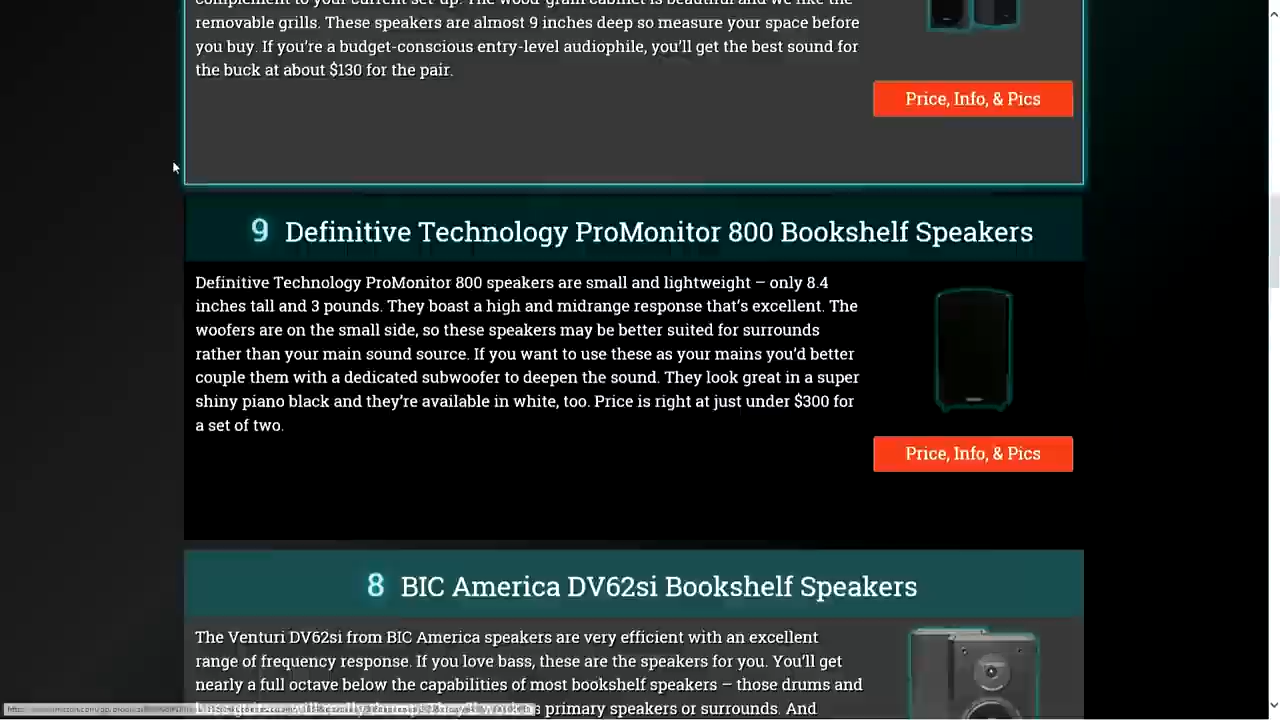 removable grills. These speakers are almost 9 inches deep so measure your space before
you buy. If you're a budget-conscious entry-level audiophile, you'll get the best sound for
the buck at about $130 for the pair.
Price, Info, & Pics
9 Definitive Technology ProMonitor 800 Bookshelf Speakers
Definitive Technology ProMonitor 800 speakers are small and lightweight – only 8.4
inches tall and 3 pounds. They boast a high and midrange response that's excellent. The
woofers are on the small side, so these speakers may be better suited for surrounds
rather than your main sound source. If you want to use these as your mains you'd better
couple them with a dedicated subwoofer to deepen the sound. They look great in a super
shiny piano black and they're available in white, too. Price is right at just under $300 for
a set of two.
Price, Info, & Pics
8 BIC America DV62si Bookshelf Speakers
The Venturi DV62si from BIC America speakers are very efficient with an excellent
range of frequency response. If you love bass, these are the speakers for you. You'll get
nearly a full octave below the capabilities of most bookshelf speakers – those drums and
primary speakers or surrounds. And